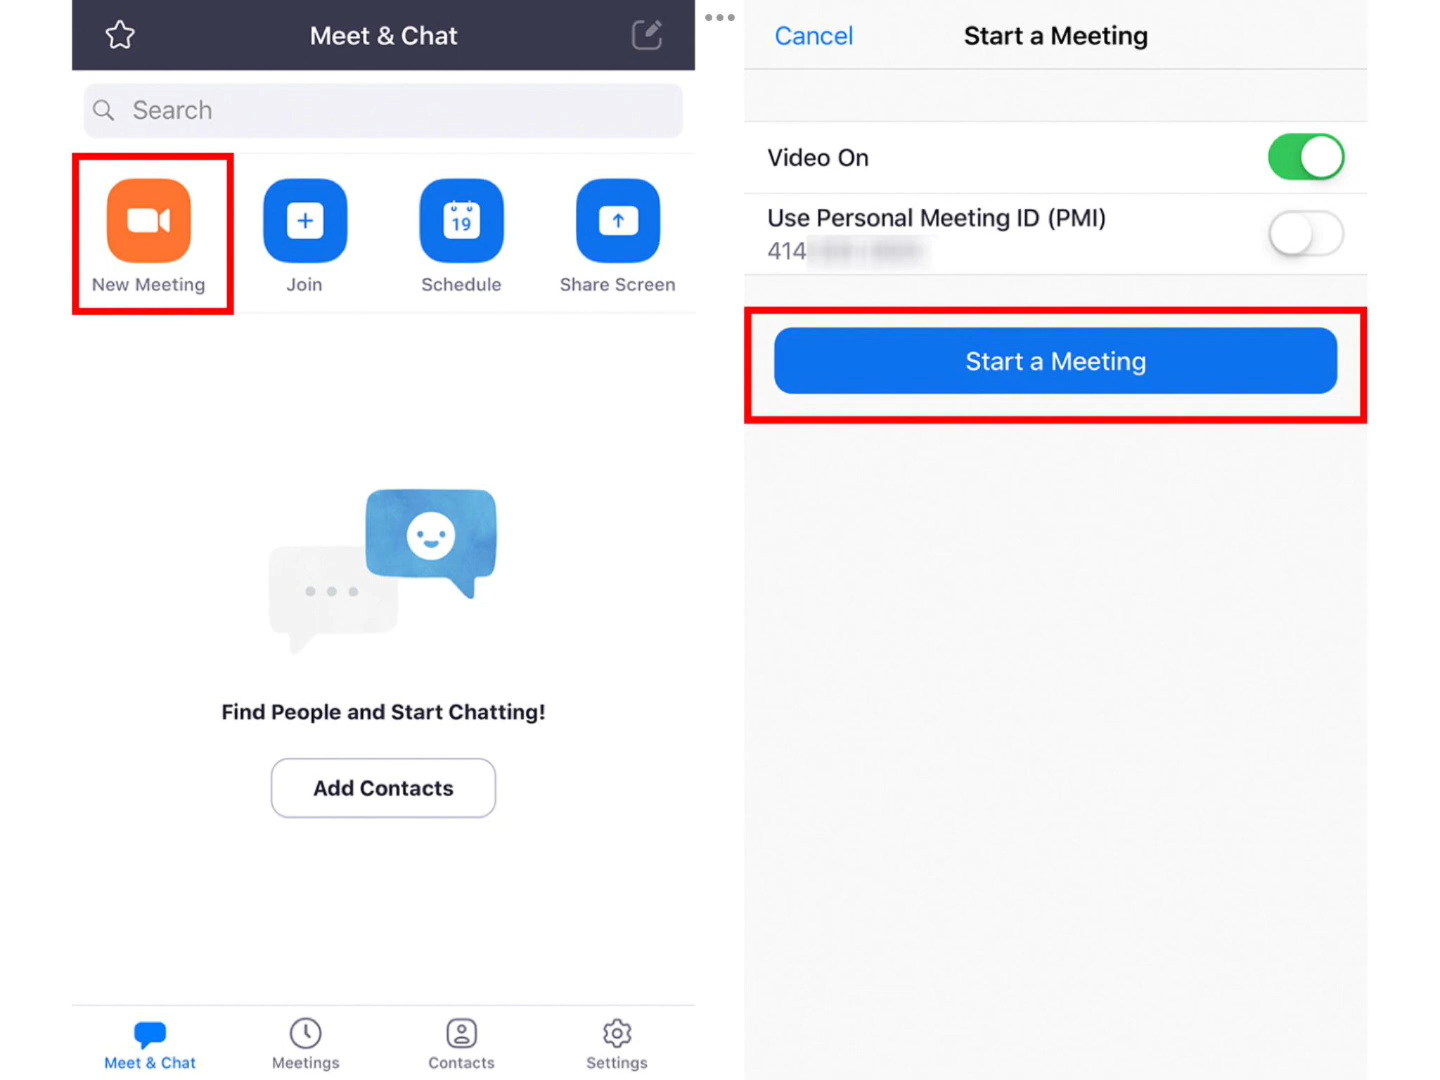 Meet & Chat
Search
New Meeting
Join
19
Schedule
Share Screen
Find People and Start Chatting!
Add Contacts
Meet & Chat
Meetings
Contacts
Settings
Cancel
Start a Meeting
Video On
Use Personal Meeting ID (PMI)
414
Start a Meeting